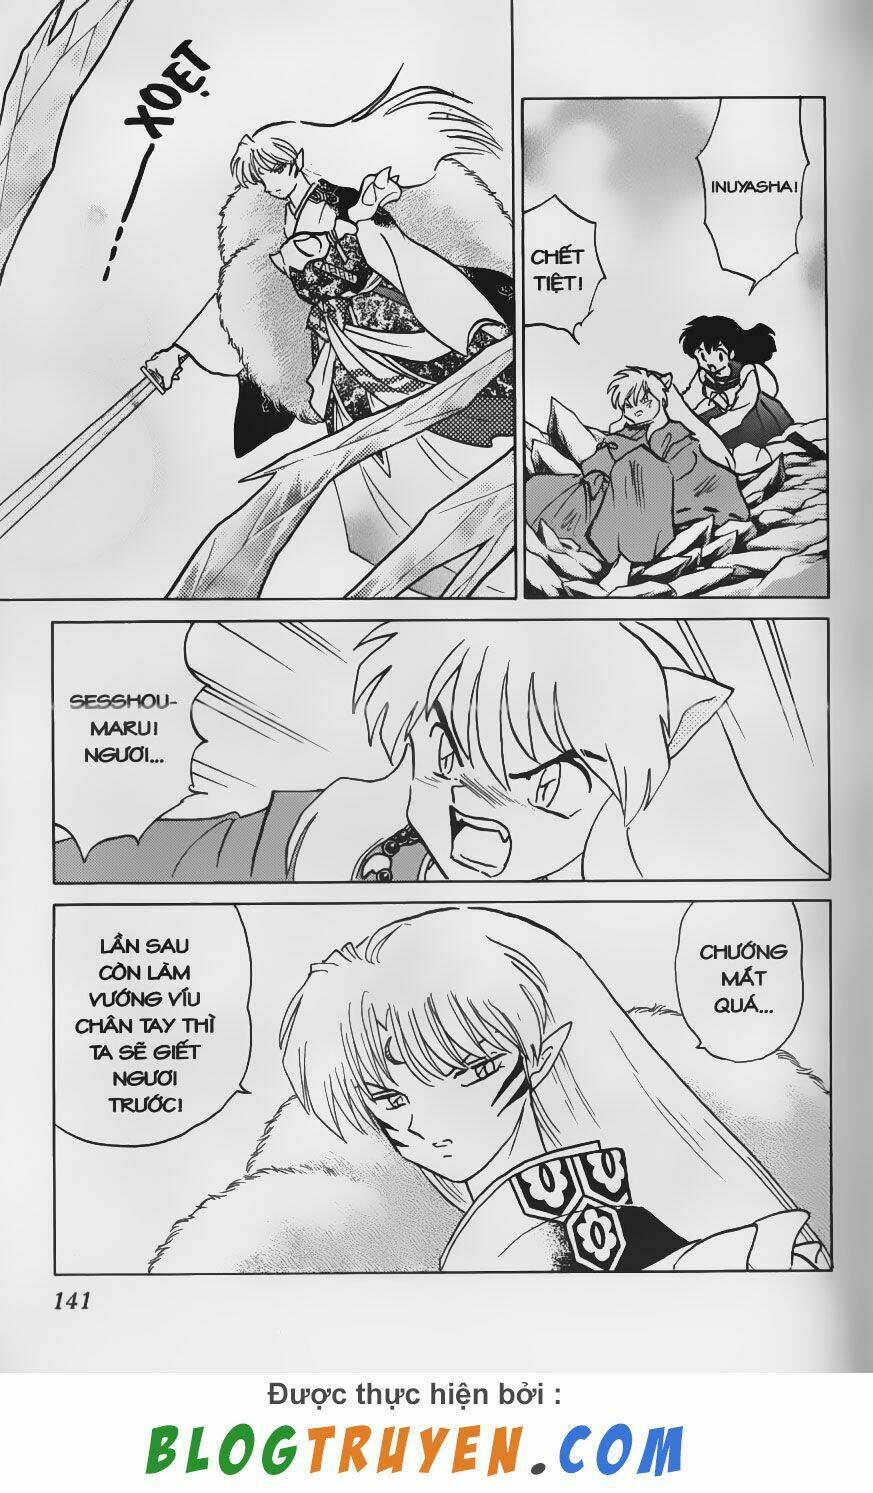 INUYASHA!
CHẾT
TIỆT!
XOẸT
SESSHOU-
MARU!
NGƯƠI...
CHƯỚNG
MẮT
QUÁ...
LẦN SAU
CÒN LÀM
VƯỚNG VÍU
CHÂN TAY THÌ
TA SẼ GIẾT
NGƯƠI
TRƯỚC!
141
Được thực hiện bởi :
BLOGTRUYEN.COM